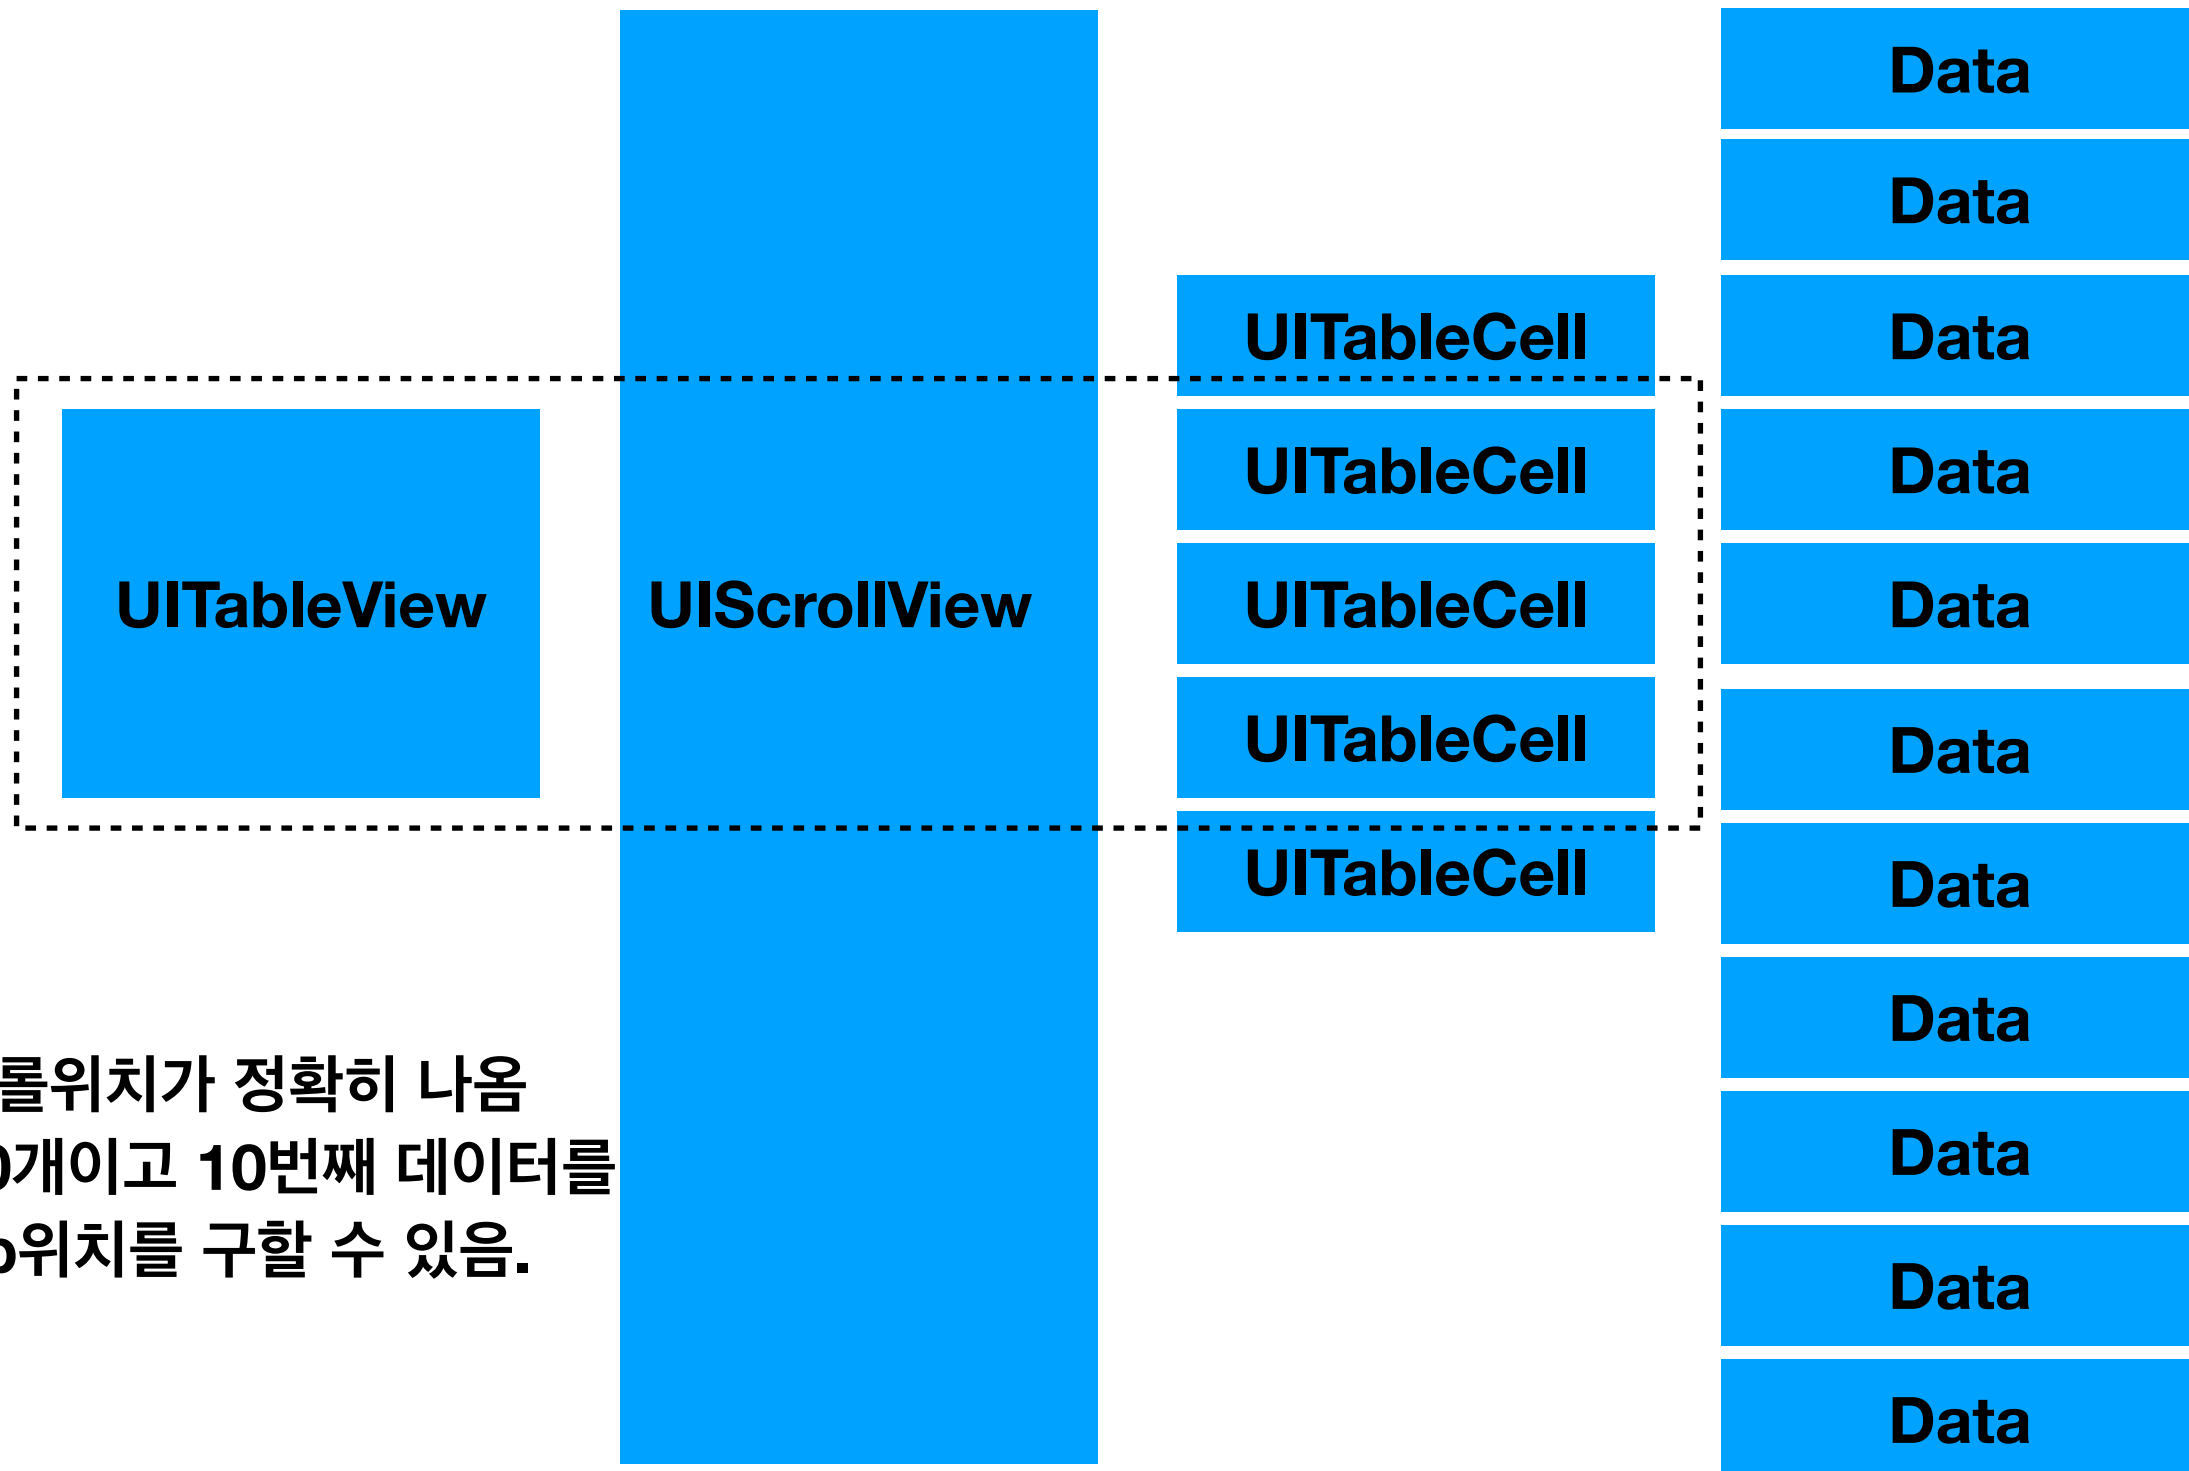 Data
Data
UITableCell
Data
UITableCell
Data
UITableView
UIScrollView
UITableCell
Data
UITableCell
Data
UITableCell
Data
Data
롤위치가 정확히 나옴
0개이고 10번째 데이터를
위치를 구할 수 있음.
Data
Data
Data